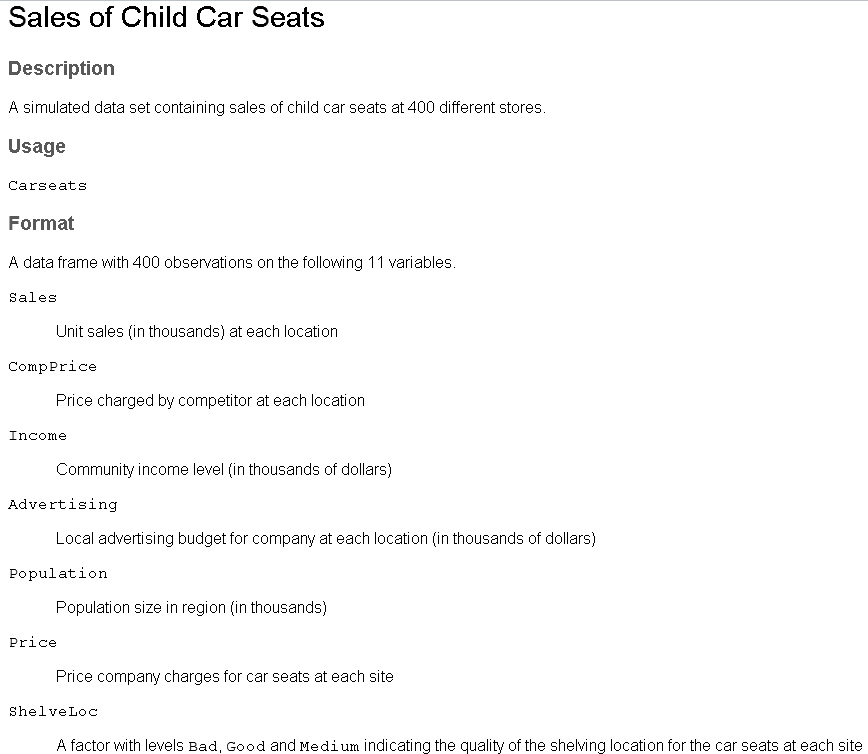 Sales of Child Car Seats
Description
A simulated data set containing sales of child car seats at 400 different stores.
Usage
Carseats
Format
A data frame with 400 observations on the following 11 variables.
Sales
Unit sales (in thousands) at each location
CompPrice
Price charged by competitor at each location
Income
Community income level (in thousands of dollars)
Advertising
Local advertising budget for company at each location (in thousands of dollars)
Population
Population size in region (in thousands)
Price
Price company charges for car seats at each site
ShelveLoc
A factor with levels Bad, Good and Medium indicating the quality of the shelving location for the car seats at each site